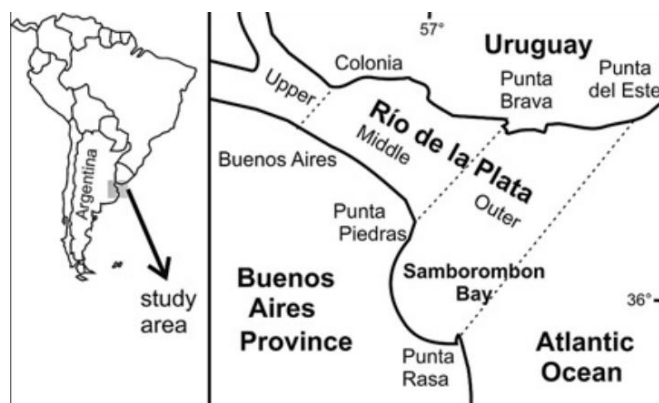 Argentina
study
area
57°
Uruguay
Colonia
Punta
Brava
Punta
del Este
Upper
Río de la Plata
Middle
Outer
Buenos Aires
Punta
Piedras
Samborombon
Bay
Buenos
Aires
Province
36°
Punta
Rasa
Atlantic
Ocean